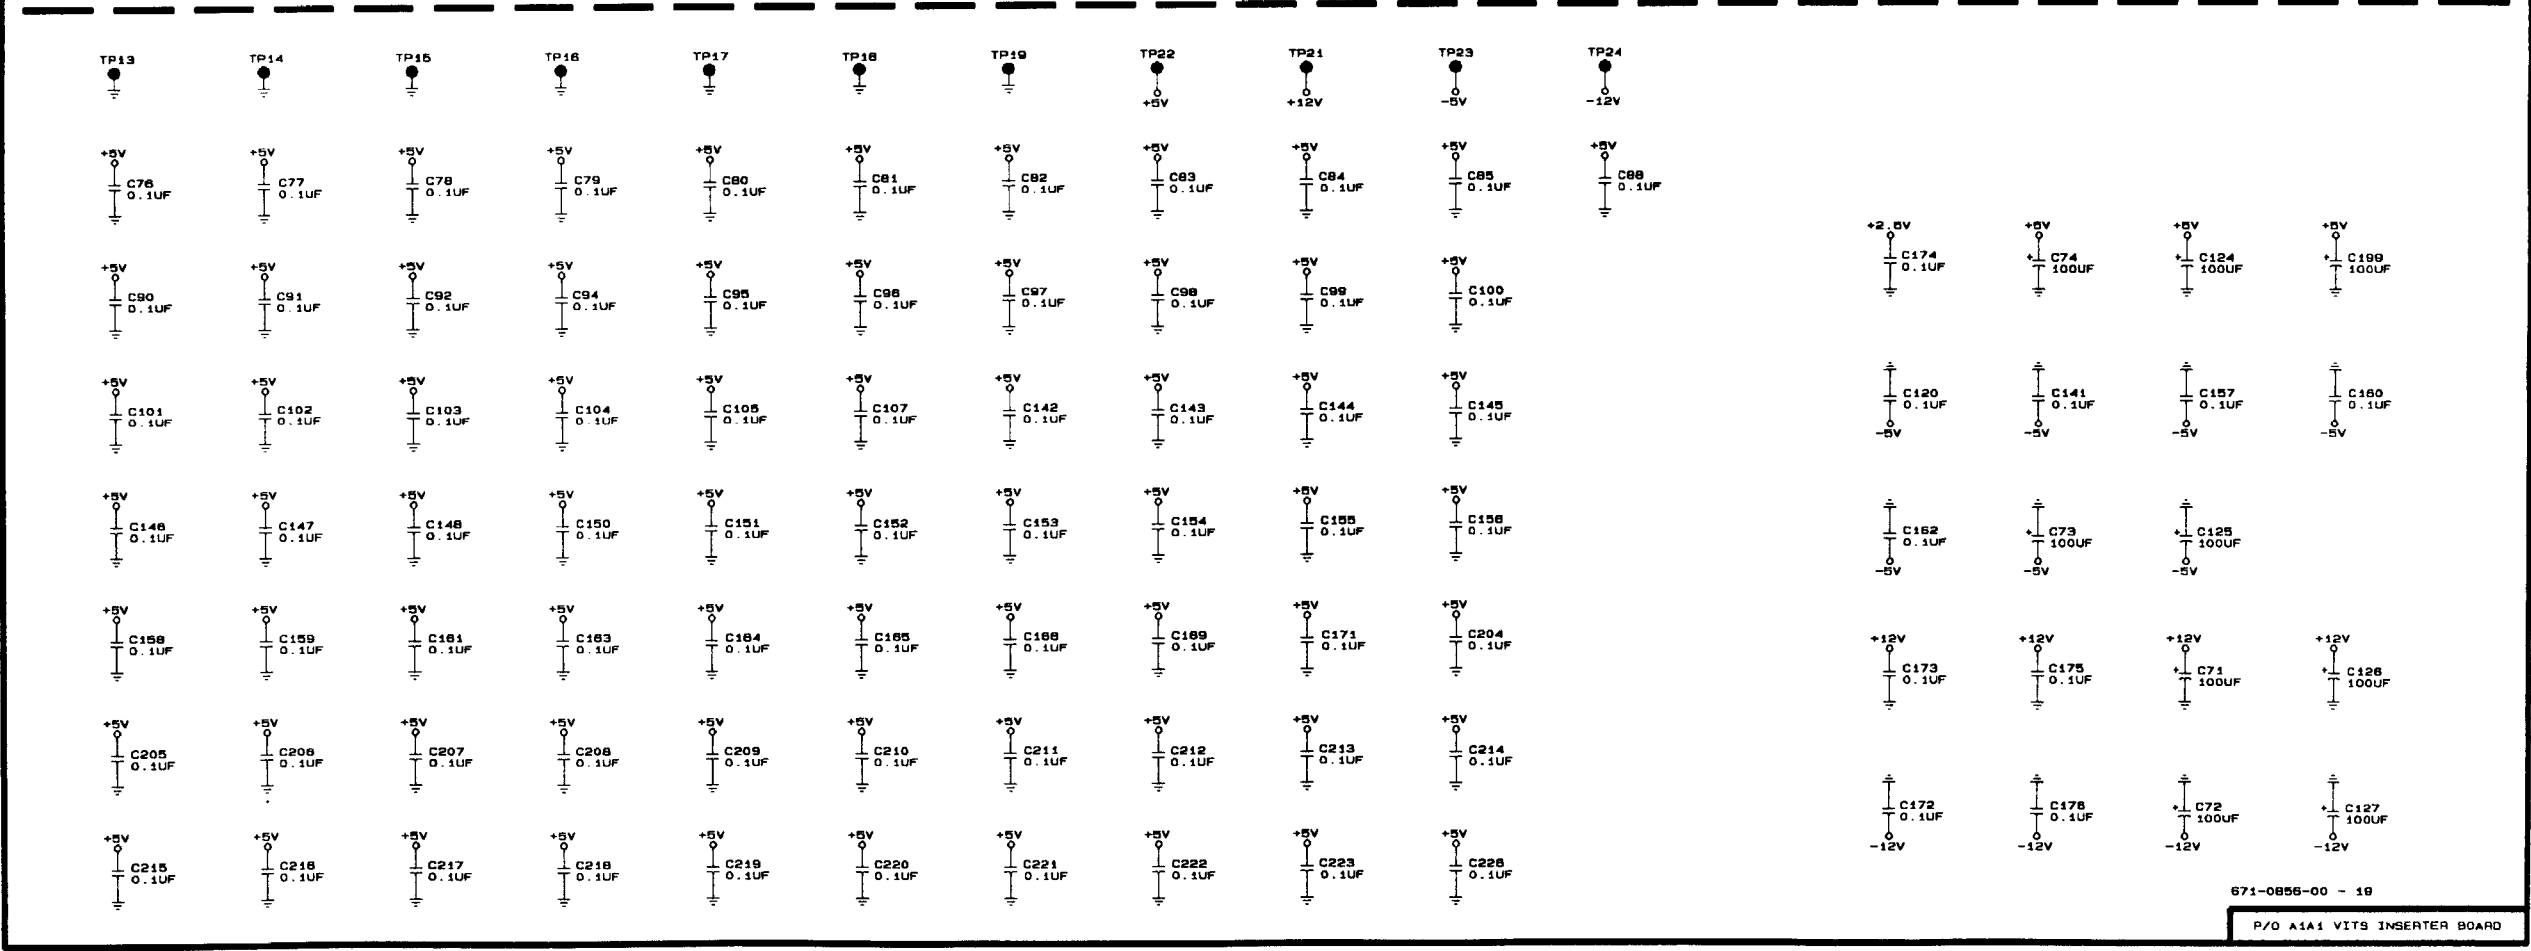 TP13 TP14 TP15 TP16 TP17 TP18 TP19 TP22 TP21 TP23 TP24
+5V +12V -5V -12V
+5V +5V +5V +5V +5V +5V +5V +5V +5V +5V +5V
C76 C77 C78 C79 C80 C81 C82 C83 C84 C85 C88
0.1UF 0.1UF 0.1UF 0.1UF 0.1UF 0.1UF 0.1UF 0.1UF 0.1UF 0.1UF 0.1UF
+2.5V +5V +5V +5V
C174 C74 C124 C199
0.1UF 100UF 100UF 100UF
+5V +5V +5V +5V +5V +5V +5V +5V +5V +5V
C90 C91 C92 C94 C95 C96 C97 C98 C99 C100
0.1UF 0.1UF 0.1UF 0.1UF 0.1UF 0.1UF 0.1UF 0.1UF 0.1UF 0.1UF
+5V +5V +5V +5V +5V +5V +5V +5V +5V +5V
C101 C102 C103 C104 C105 C107 C142 C143 C144 C145
0.1UF 0.1UF 0.1UF 0.1UF 0.1UF 0.1UF 0.1UF 0.1UF 0.1UF 0.1UF
C120 C141 C157 C160
0.1UF 0.1UF 0.1UF 0.1UF
-5V -5V -5V -5V
+5V +5V +5V +5V +5V +5V +5V +5V +5V +5V
C146 C147 C148 C150 C151 C152 C153 C154 C155 C156
0.1UF 0.1UF 0.1UF 0.1UF 0.1UF 0.1UF 0.1UF 0.1UF 0.1UF 0.1UF
C162 C73 C125
0.1UF 100UF 100UF
-5V -5V -5V
+5V +5V +5V +5V +5V +5V +5V +5V +5V +5V
C158 C159 C161 C163 C164 C165 C169 C171 C204
0.1UF 0.1UF 0.1UF 0.1UF 0.1UF 0.1UF 0.1UF 0.1UF 0.1UF 0.1UF
+12V +12V +12V +12V
C173 C175 C71 C126
0.1UF 0.1UF 100UF 100UF
+5V +5V +5V +5V +5V +5V +5V +5V +5V +5V
C205 C206 C207 C208 C209 C210 C211 C212 C213 C214
0.1UF 0.1UF 0.1UF 0.1UF 0.1UF 0.1UF 0.1UF 0.1UF 0.1UF 0.1UF
C172 C176 C72 C127
0.1UF 0.1UF 100UF 100UF
-12V -12V -12V -12V
+5V +5V +5V +5V +5V +5V +5V +5V +5V +5V
C215 C216 C217 C218 C219 C220 C221 C222 C223 C226
0.1UF 0.1UF 0.1UF 0.1UF 0.1UF 0.1UF 0.1UF 0.1UF 0.1UF 0.1UF
671-0856-00 - 19
P/O A1A1 VITS INSERTER BOARD